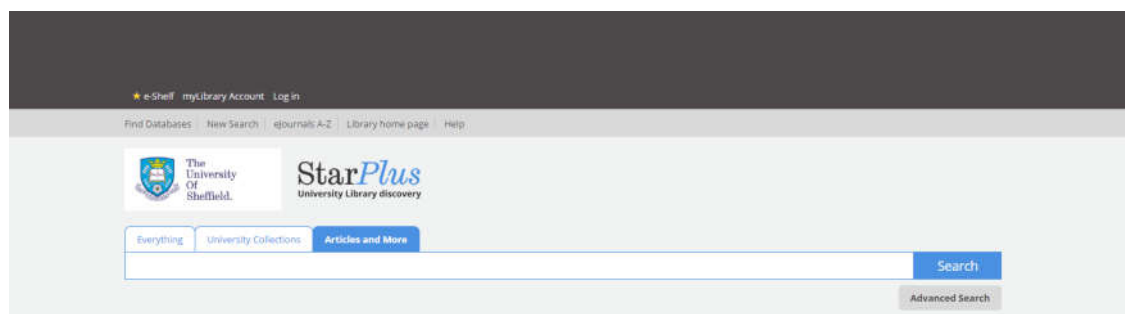 ★ e-Shelf myLibrary Account Log in
Find Databases New Search eJournals A-Z Library home page Help
The
University
Of
Sheffield.
StarPlus
University Library discovery
Everything University Collections Articles and More
Search
Advanced Search